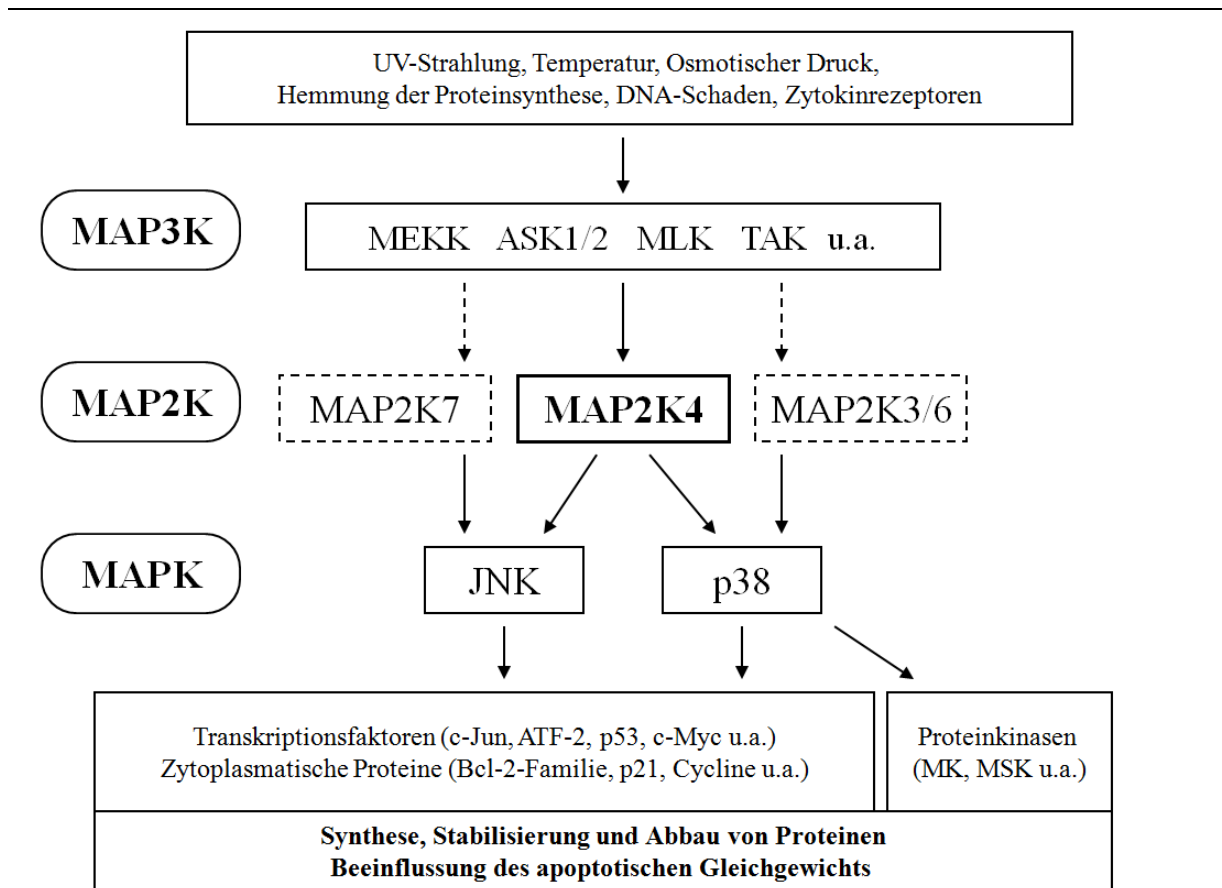 UV-Strahlung, Temperatur, Osmotischer Druck,
Hemmung der Proteinsynthese, DNA-Schaden, Zytokinrezeptoren
MAP3K
MEKK ASK1/2 MLK TAK u.a.
MAP2K
MAP2K7
MAP2K4
MAP2K3/6
MAPK
JNK
p38
Transkriptionsfaktoren (c-Jun, ATF-2, p53, c-Myc u.a.)
Zytoplasmatische Proteine (Bcl-2-Familie, p21, Cycline u.a.)
Proteinkinasen
(MK, MSK u.a.)
Synthese, Stabilisierung und Abbau von Proteinen
Beeinflussung des apoptotischen Gleichgewichts